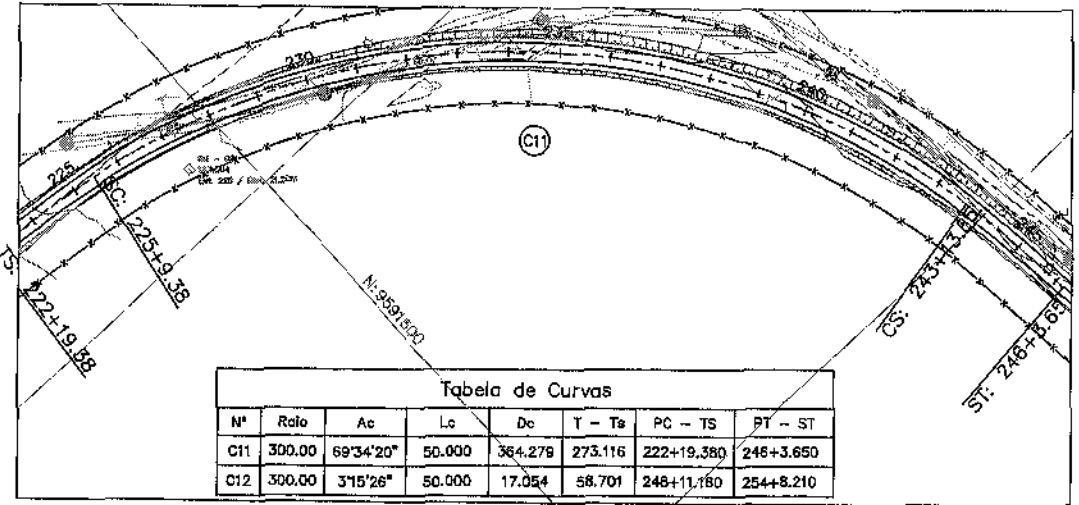 230
235
240
225
245
C11
SC: 225+9.38
TS: 222+19.38
N: 9591500
CS: 243+13.65
ST: 246+3.65
Tabela de Curvas
N° Raio Ac Lc Dc T - Ts PC - TS PT - ST
C11 300.00 69°34'20" 50.000 364.279 273.116 222+19.380 246+3.650
C12 300.00 3°15'26" 50.000 17.054 58.701 248+11.180 254+8.210